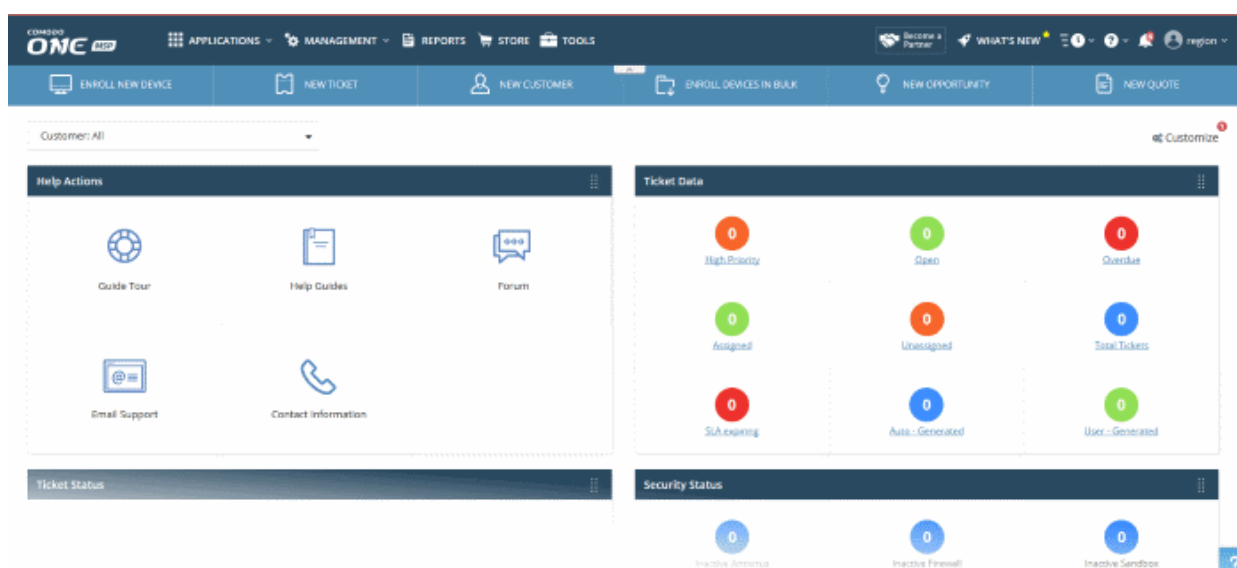 COMODO
ONE MSP
APPLICATIONS
MANAGEMENT
REPORTS
STORE
TOOLS
Become a
Partner
WHAT'S NEW
region
ENROLL NEW DEVICE
NEW TICKET
NEW CUSTOMER
ENROLL DEVICES IN BULK
NEW OPPORTUNITY
NEW QUOTE
Customer: All
Customize
Help Actions
Guide Tour
Help Guides
Forum
Email Support
Contact Information
Ticket Data
0
High Priority
0
Open
0
Overdue
0
Assigned
0
Unassigned
0
Total Tickets
0
SLA expiring
0
Auto - Generated
0
User - Generated
Ticket Status
Security Status
0
Inactive Antivirus
0
Inactive Firewall
0
Inactive Sandbox